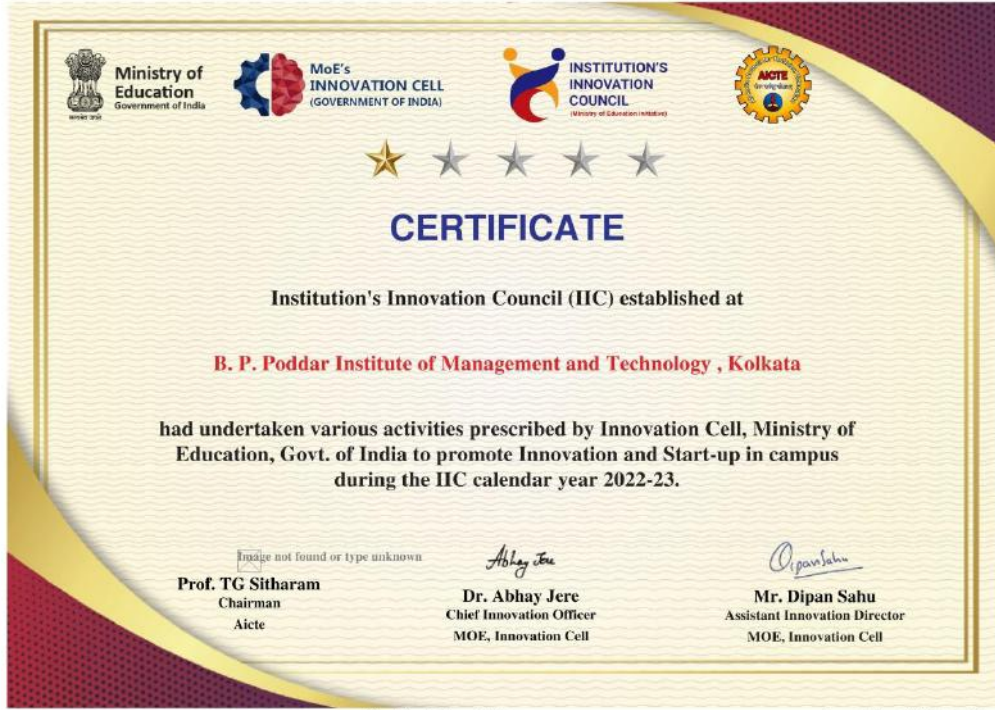 Ministry of
Education
Government of India
सत्यमेव जयते
MoE's
INNOVATION CELL
(GOVERNMENT OF INDIA)
INSTITUTION'S
INNOVATION
COUNCIL
(Ministry of Education Initiative)
AICTE
CERTIFICATE
Institution's Innovation Council (IIC) established at
B. P. Poddar Institute of Management and Technology , Kolkata
had undertaken various activities prescribed by Innovation Cell, Ministry of
Education, Govt. of India to promote Innovation and Start-up in campus
during the IIC calendar year 2022-23.
Image not found or type unknown
Prof. TG Sitharam
Chairman
Aicte
Abhay Jere
Dr. Abhay Jere
Chief Innovation Officer
MOE, Innovation Cell
Dipan Sahu
Mr. Dipan Sahu
Assistant Innovation Director
MOE, Innovation Cell